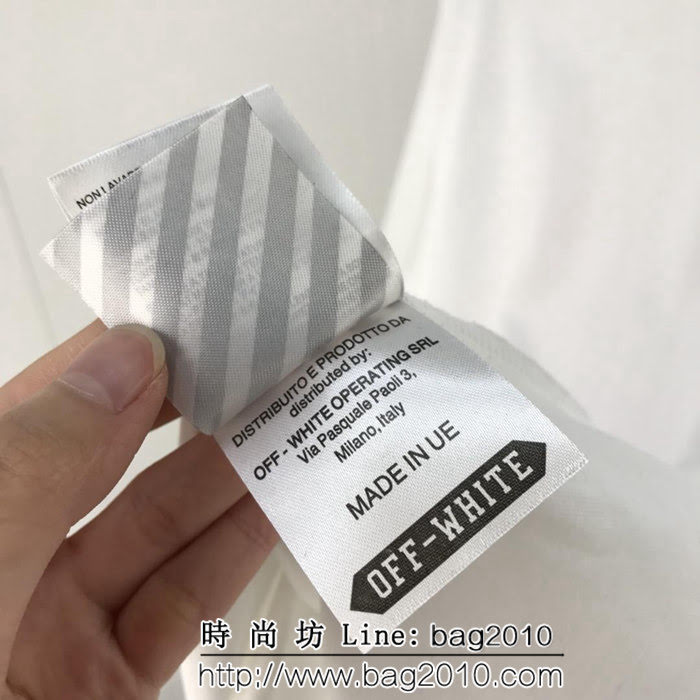 NON LAVARE
DISTRIBUITO E PRODOTTO DA
distributed by:
OFF - WHITE OPERATING SRL
Via Pasquale Paoli 3,
Milano, Italy
MADE IN UE
OFF-WHITE
時尚坊 Line: bag2010
http://www.bag2010.com